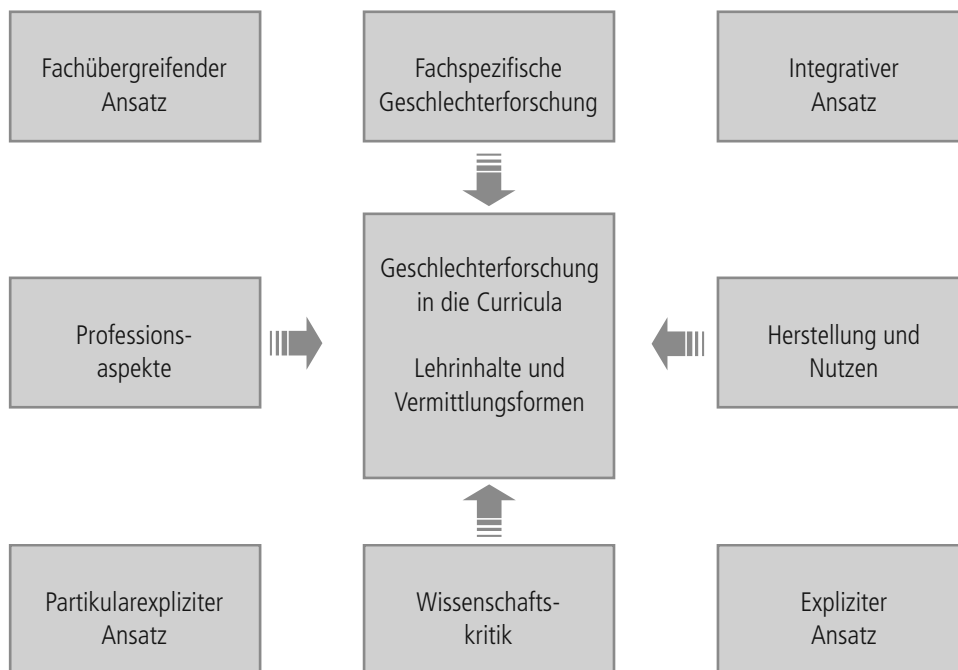 Fachübergreifender
Ansatz
Fachspezifische
Geschlechterforschung
Integrativer
Ansatz
Professions-
aspekte
Geschlechterforschung
in die Curricula
Lehrinhalte und
Vermittlungsformen
Herstellung und
Nutzen
Partikularexpliziter
Ansatz
Wissenschafts-
kritik
Expliziter
Ansatz